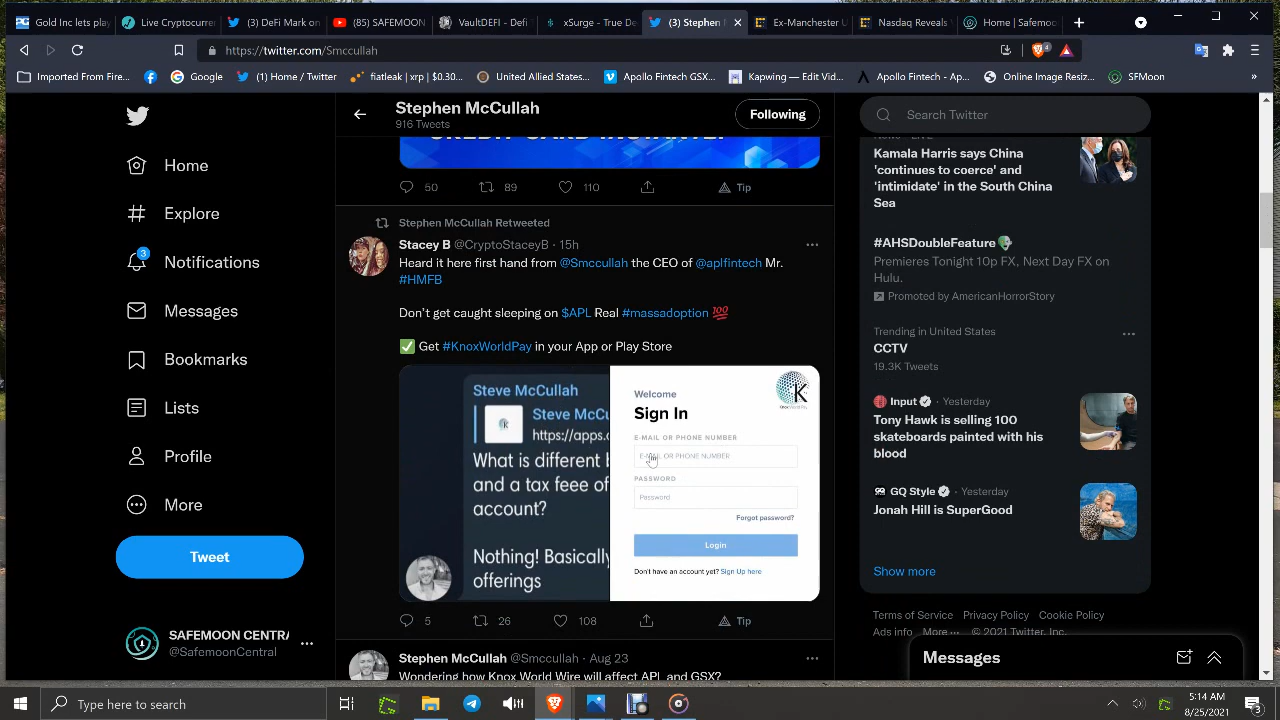 Gold Inc lets play
Live Cryptocurre
(3) DeFi Mark on
(85) SAFEMOON
VaultDEFI - Defi
xSurge - True De
(3) Stephen
Ex-Manchester U
Nasdaq Reveals
Home | Safemoo
https://twitter.com/Smccullah
4
Imported From Fire...
Google
(1) Home / Twitter
fiatleak | xrp | $0.30...
United Allied States...
Apollo Fintech GSX...
Kapwing — Edit Vid...
Apollo Fintech - Ap...
Online Image Resiz...
SFMoon
»
Home
Explore
3
Notifications
Messages
Bookmarks
Lists
Profile
More
Tweet
SAFEMOON CENTRA
@SafemoonCentral
Stephen McCullah
916 Tweets
Following
50
89
110
Tip
Stephen McCullah Retweeted
Stacey B @CryptoStaceyB · 15h
Heard it here first hand from @Smccullah the CEO of @aplfintech Mr.
#HMFB
Don't get caught sleeping on $APL Real #massadoption 💯
✅ Get #KnoxWorldPay in your App or Play Store
Steve McCullah
Steve McCu
https://apps.
What is different b
and a tax feee of
account?
Nothing! Basically
offerings
Welcome
Sign In
E-MAIL OR PHONE NUMBER
E-MAIL OR PHONE NUMBER
PASSWORD
Password
Forgot password?
Login
Don't have an account yet? Sign Up here
5
26
108
Tip
Stephen McCullah @Smccullah · Aug 23
Wondering how Knox World Wire will affect APL and GSX?
Search Twitter
Kamala Harris says China
'continues to coerce' and
'intimidate' in the South China
Sea
#AHSDoubleFeature
Premieres Tonight 10p FX, Next Day FX on
Hulu.
Promoted by AmericanHorrorStory
Trending in United States
CCTV
19.3K Tweets
Input · Yesterday
Tony Hawk is selling 100
skateboards painted with his
blood
GQ Style · Yesterday
Jonah Hill is SuperGood
Show more
Terms of Service Privacy Policy Cookie Policy
Ads info More ··· © 2021 Twitter, Inc.
Messages
Type here to search
5:14 AM
8/25/2021